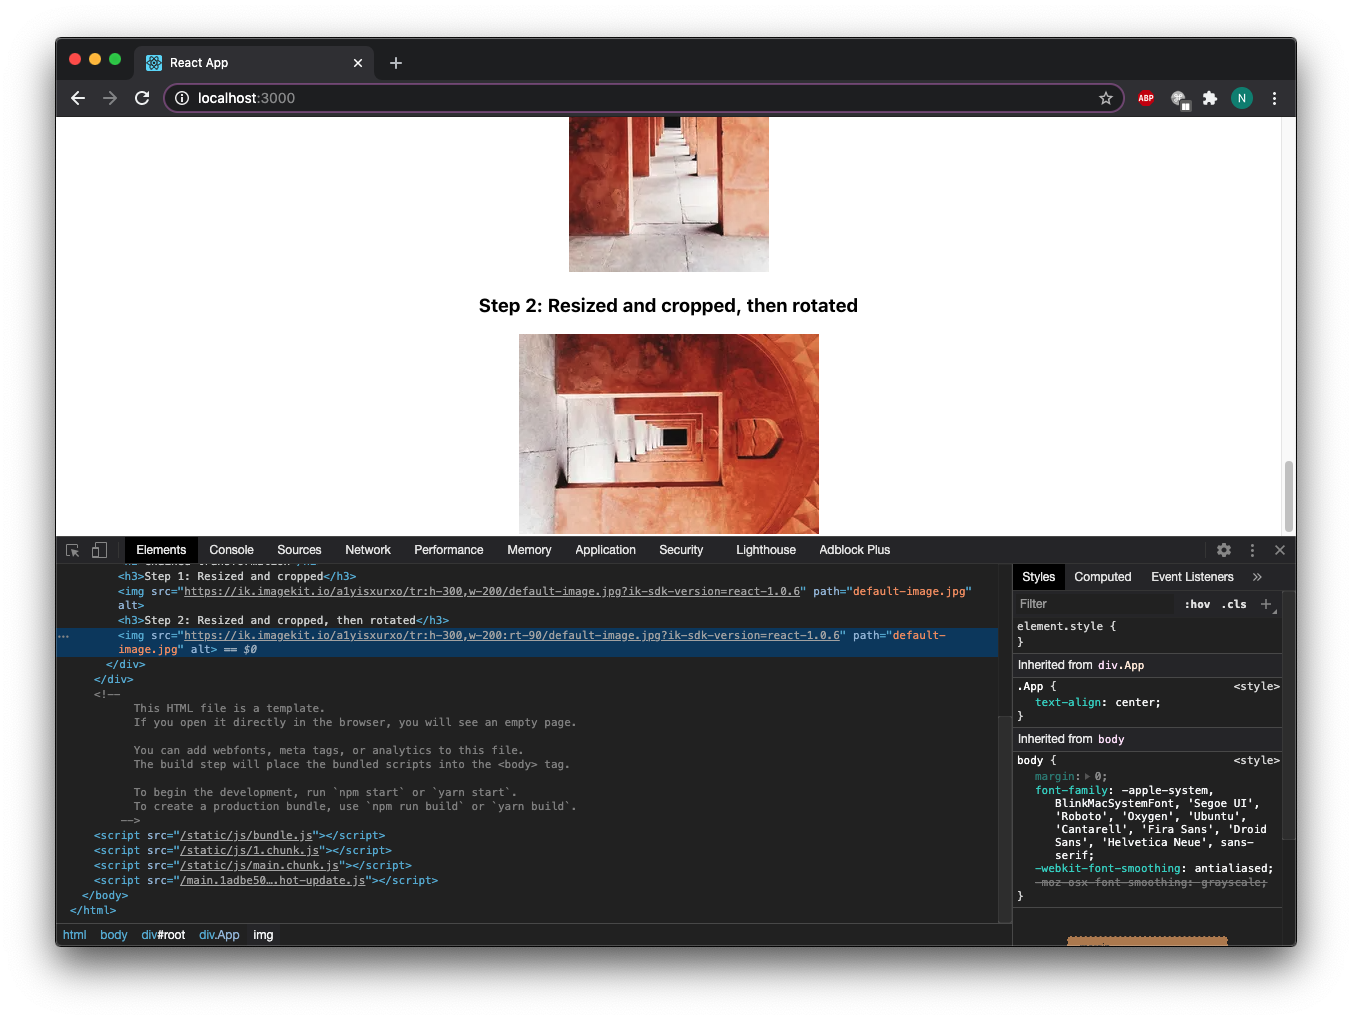 React App
localhost:3000
ABP
N
Step 2: Resized and cropped, then rotated
Elements Console Sources Network Performance Memory Application Security Lighthouse Adblock Plus
<h3>Step 1: Resized and cropped</h3>
<img src="https://ik.imagekit.io/a1yisxurxo/tr:h-300,w-200/default-image.jpg?ik-sdk-version=react-1.0.6" path="default-image.jpg"
alt>
<h3>Step 2: Resized and cropped, then rotated</h3>
<img src="https://ik.imagekit.io/a1yisxurxo/tr:h-300,w-200:rt-90/default-image.jpg?ik-sdk-version=react-1.0.6" path="default-
image.jpg" alt> == $0
</div>
</div>
<!--
This HTML file is a template.
If you open it directly in the browser, you will see an empty page.
You can add webfonts, meta tags, or analytics to this file.
The build step will place the bundled scripts into the <body> tag.
To begin the development, run `npm start` or `yarn start`.
To create a production bundle, use `npm run build` or `yarn build`.
-->
<script src="/static/js/bundle.js"></script>
<script src="/static/js/1.chunk.js"></script>
<script src="/static/js/main.chunk.js"></script>
<script src="/main.1adbe50….hot-update.js"></script>
</body>
</html>
html body div#root div.App img
Styles Computed Event Listeners »
Filter :hov .cls +
element.style {
}
Inherited from div.App
.App { <style>
text-align: center;
}
Inherited from body
body { <style>
margin: 0;
font-family: -apple-system,
BlinkMacSystemFont, 'Segoe UI',
'Roboto', 'Oxygen', 'Ubuntu',
'Cantarell', 'Fira Sans', 'Droid
Sans', 'Helvetica Neue', sans-
serif;
-webkit-font-smoothing: antialiased;
-moz-osx-font-smoothing: grayscale;
}